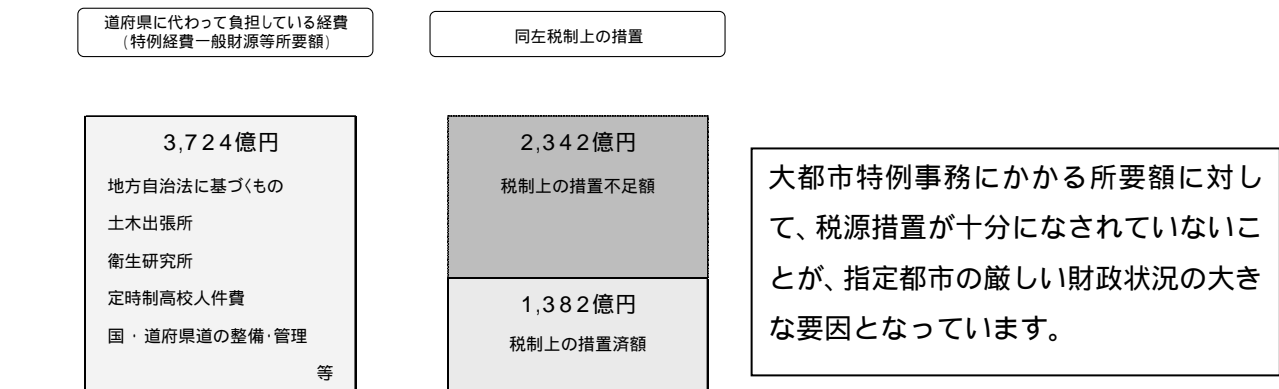 道府県に代わって負担している経費
(特例経費一般財源等所要額)
同左税制上の措置
3,724億円
地方自治法に基づくもの
土木出張所
衛生研究所
定時制高校人件費
国・道府県道の整備・管理
等
2,342億円
税制上の措置不足額
1,382億円
税制上の措置済額
大都市特例事務にかかる所要額に対し
て、税源措置が十分になされていないこ
とが、指定都市の厳しい財政状況の大き
な要因となっています。